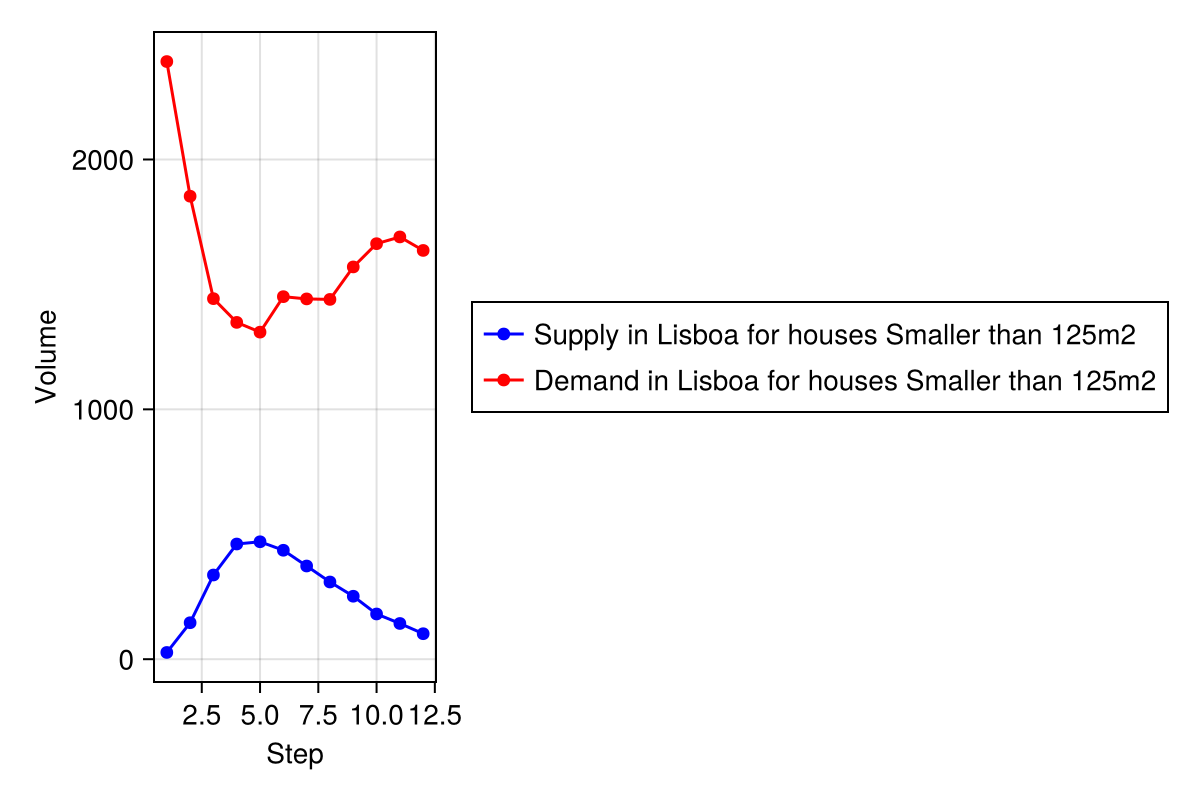 Volume
2000
1000
0
2.5 5.0 7.5 10.0 12.5
Step
Supply in Lisboa for houses Smaller than 125m2
Demand in Lisboa for houses Smaller than 125m2